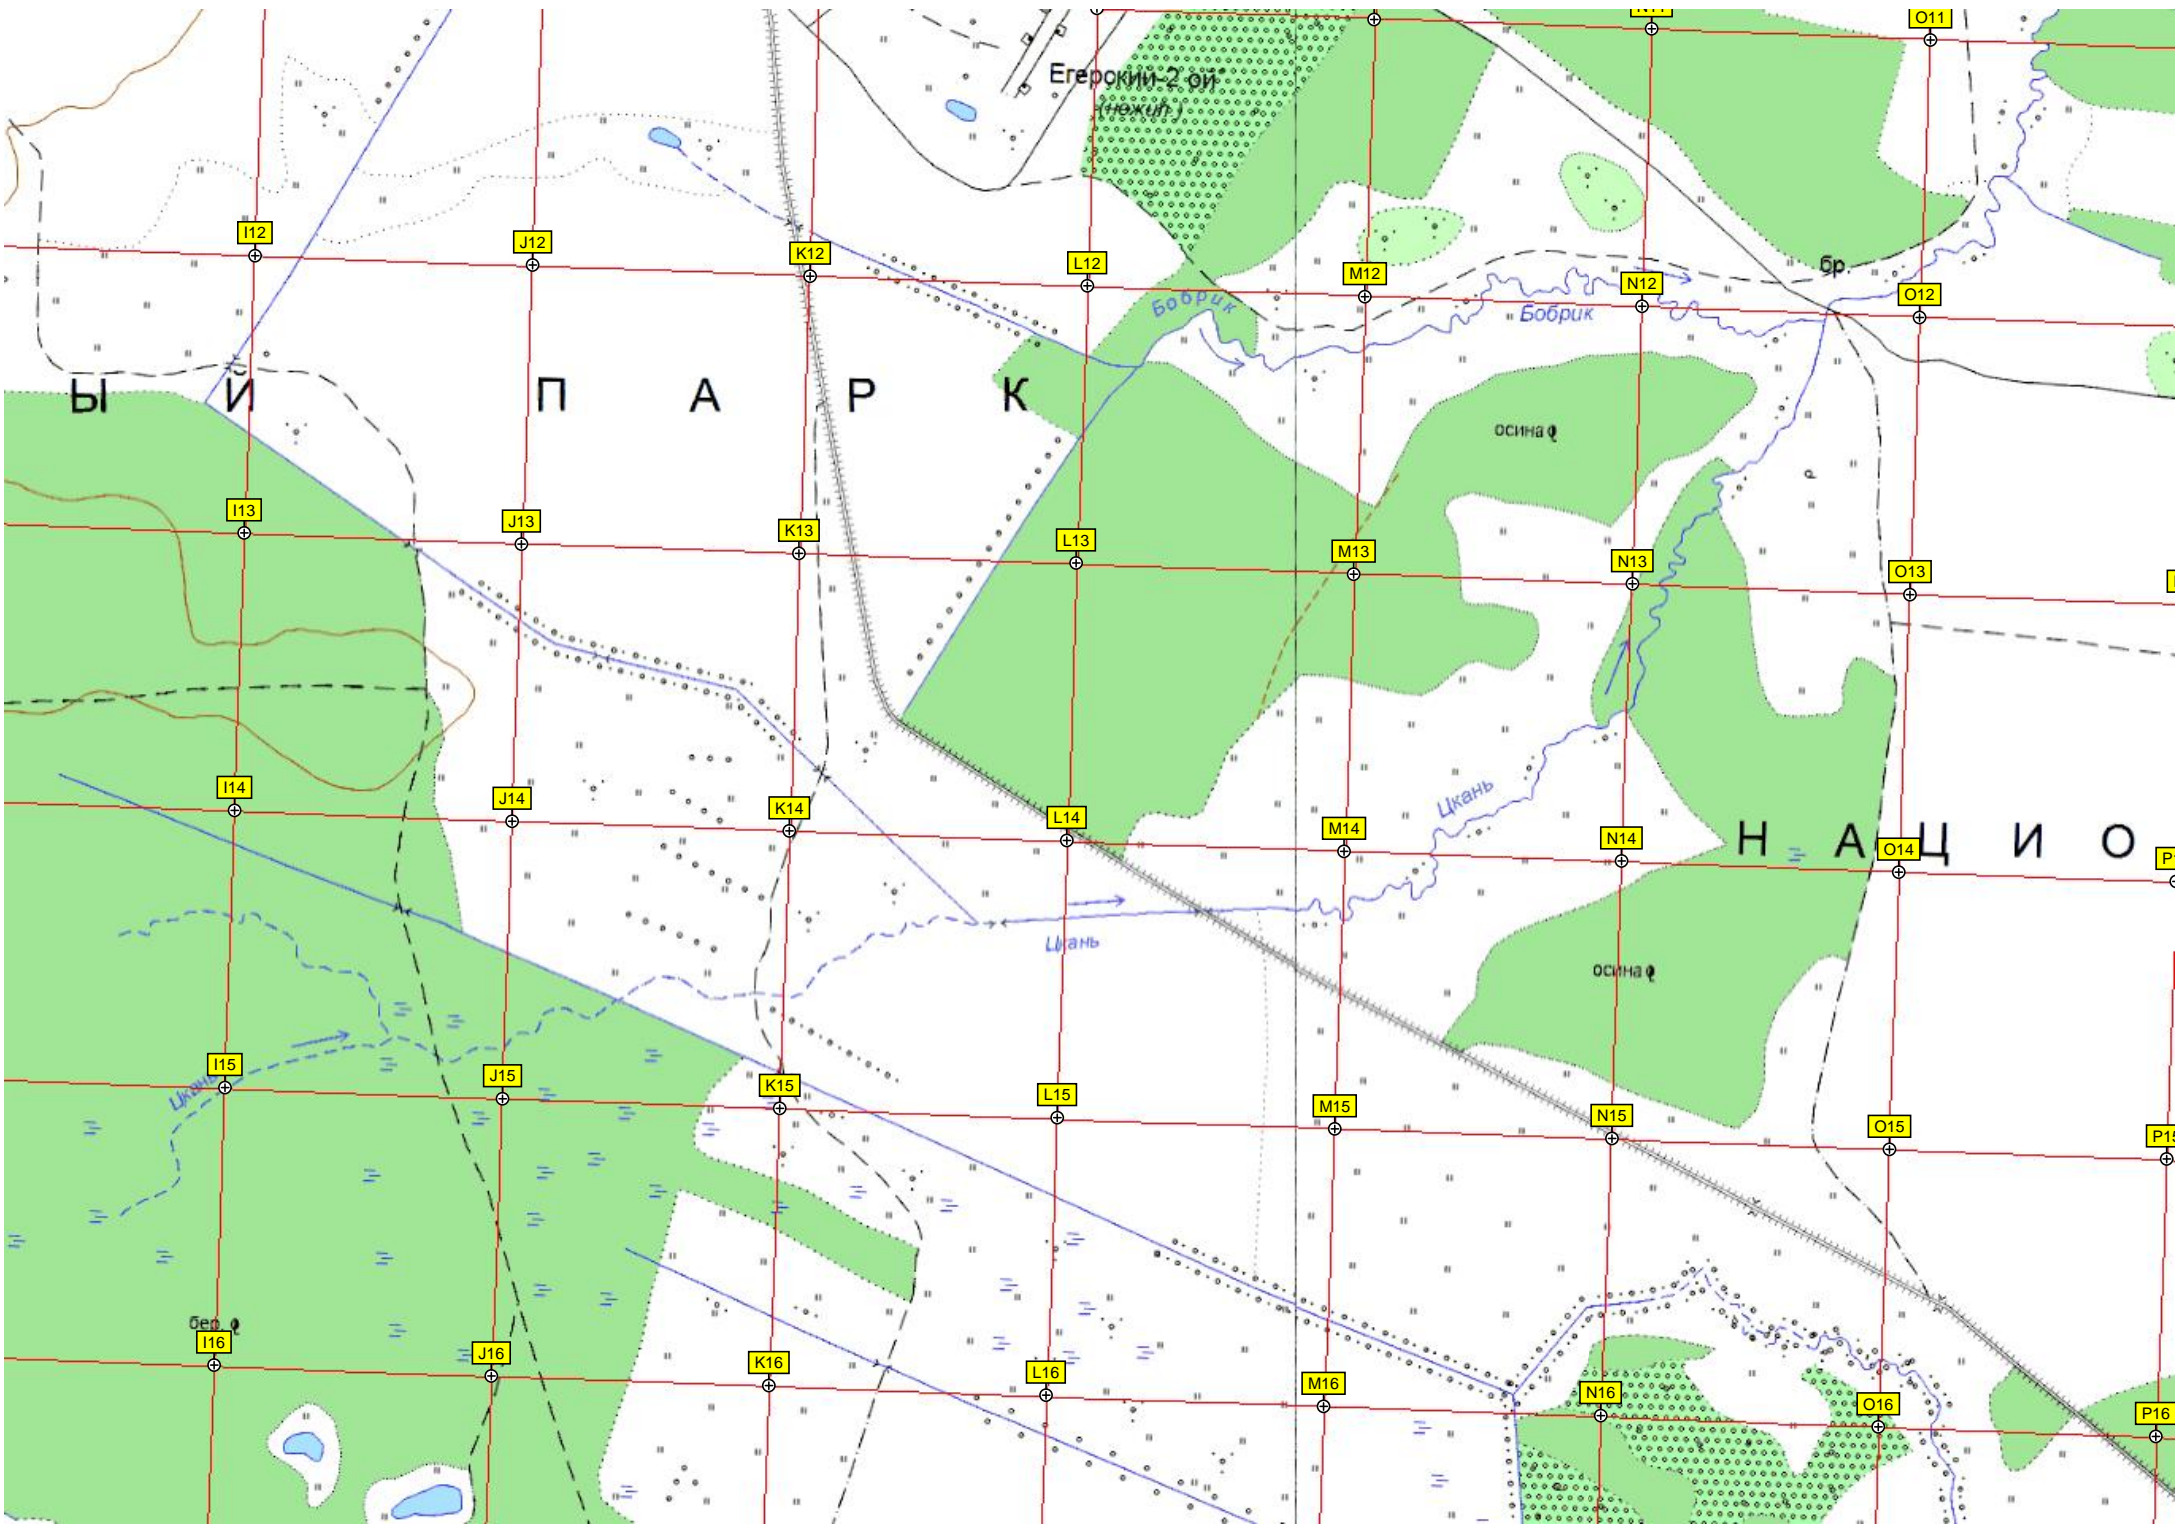 O11
Егерский-2 ой
(нежил.)
I12
J12
K12
L12
M12
N12
O12
бр.
Бобрик
Бобрик
Ы Й П А Р К
осина
I13
J13
K13
L13
M13
N13
O13
I14
J14
K14
L14
M14
N14
O14
Цкань
Н А Ц И О
Цкань
осина
I15
J15
K15
L15
M15
N15
O15
P15
Цкань
бер.
I16
J16
K16
L16
M16
N16
O16
P16